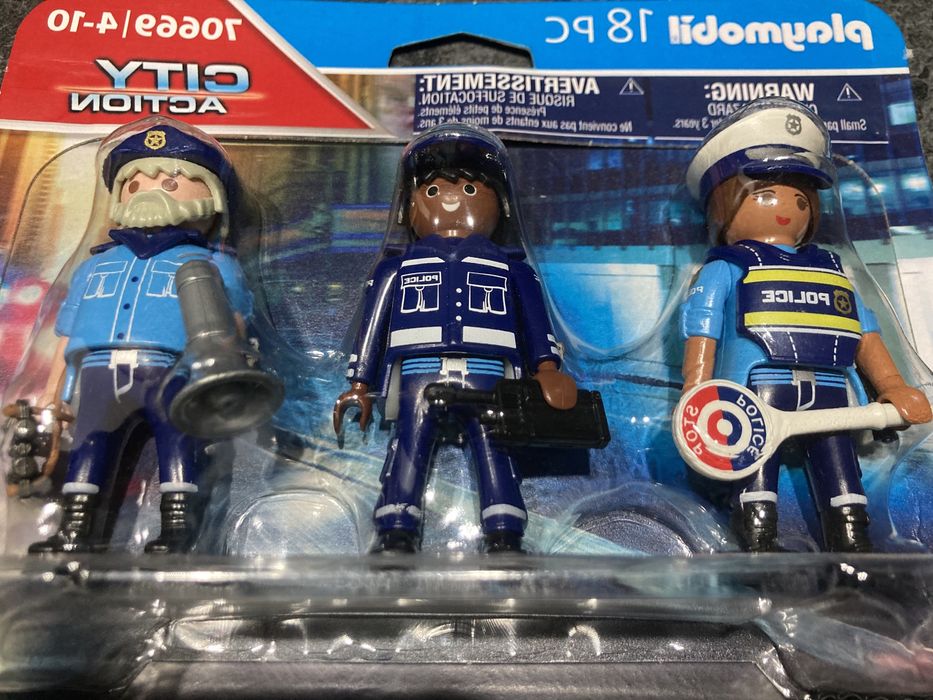 playmobil 18 PC
70669 | 4-10
CITY
ACTION
WARNING:
Small
3 years.
AVERTISSEMENT:
RISQUE DE SUFFOCATION.
Présence de petits éléments.
Ne convient pas aux enfants de moins de 3 ans.
POLICE
POLICE
POLICE
STOP